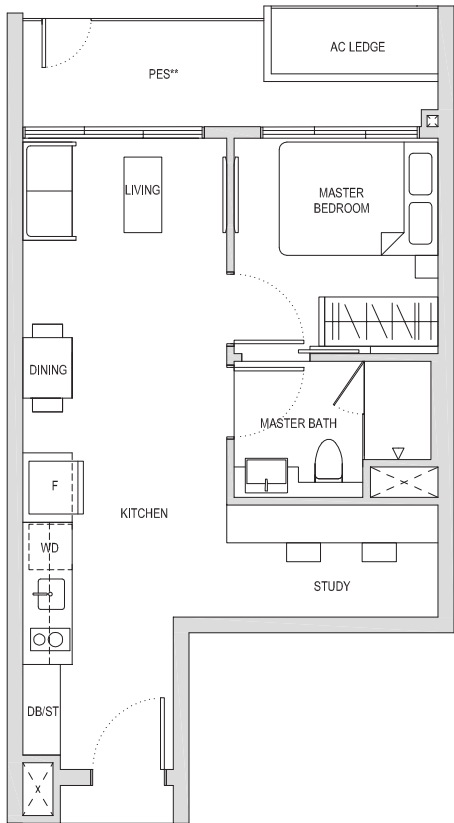 AC LEDGE
PES**
LIVING
MASTER
BEDROOM
DINING
MASTER BATH
F
KITCHEN
WD
STUDY
DB/ST
X